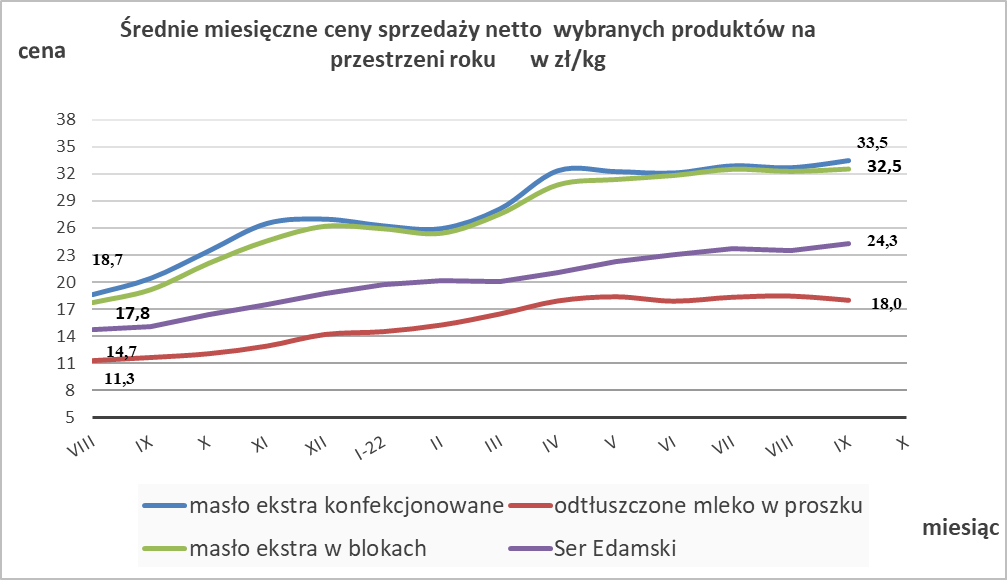 Średnie miesięczne ceny sprzedaży netto wybranych produktów na
przestrzeni roku w zł/kg
cena
38
35
32
29
26
23
20
17
14
11
8
5
33,5
32,5
24,3
18,0
18,7
17,8
14,7
11,3
VIII IX X XI XII I-22 II III IV V VI VII VIII IX X
masło ekstra konfekcjonowane odtłuszczone mleko w proszku
masło ekstra w blokach Ser Edamski
miesiąc